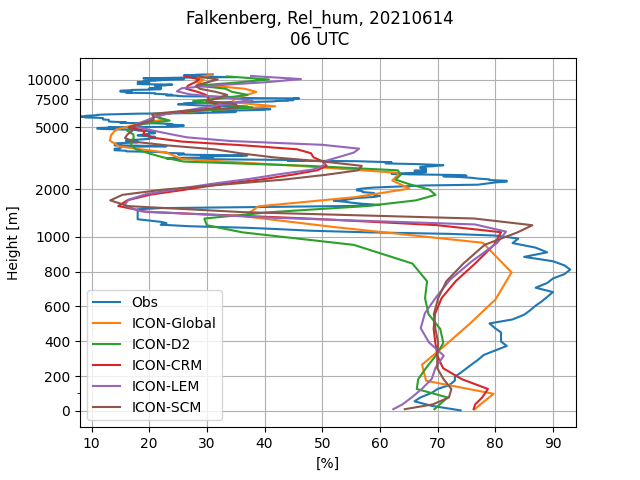 Falkenberg, Rel_hum, 20210614
06 UTC
Height [m]
10000
7500
5000
2000
1000
800
600
400
200
0
Obs
ICON-Global
ICON-D2
ICON-CRM
ICON-LEM
ICON-SCM
10 20 30 40 50 60 70 80 90
[%]